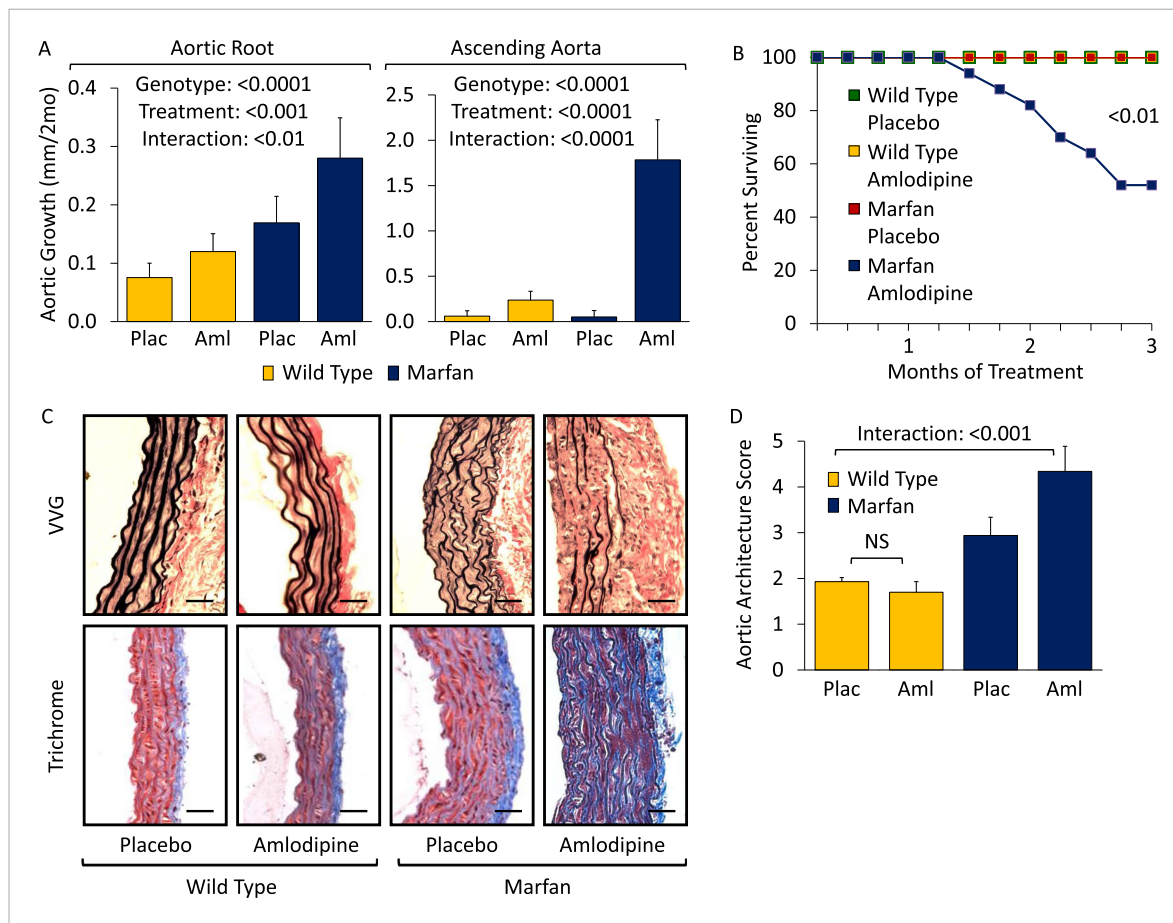 A
Aortic Root
Ascending Aorta
Genotype: <0.0001
Treatment: <0.001
Interaction: <0.01
Genotype: <0.0001
Treatment: <0.0001
Interaction: <0.0001
Aortic Growth (mm/2mo)
0.4
0.3
0.2
0.1
0.0
Plac
Aml
Plac
Aml
2.5
2.0
1.5
1.0
0.5
0.0
Plac
Aml
Plac
Aml
Wild Type
Marfan
B
Percent Surviving
100
80
60
40
20
0
Wild Type
Placebo
Wild Type
Amlodipine
Marfan
Placebo
Marfan
Amlodipine
<0.01
1
2
3
Months of Treatment
C
VVG
Trichrome
Placebo
Amlodipine
Placebo
Amlodipine
Wild Type
Marfan
D
Aortic Architecture Score
5
4
3
2
1
0
Interaction: <0.001
Wild Type
Marfan
NS
Plac
Aml
Plac
Aml